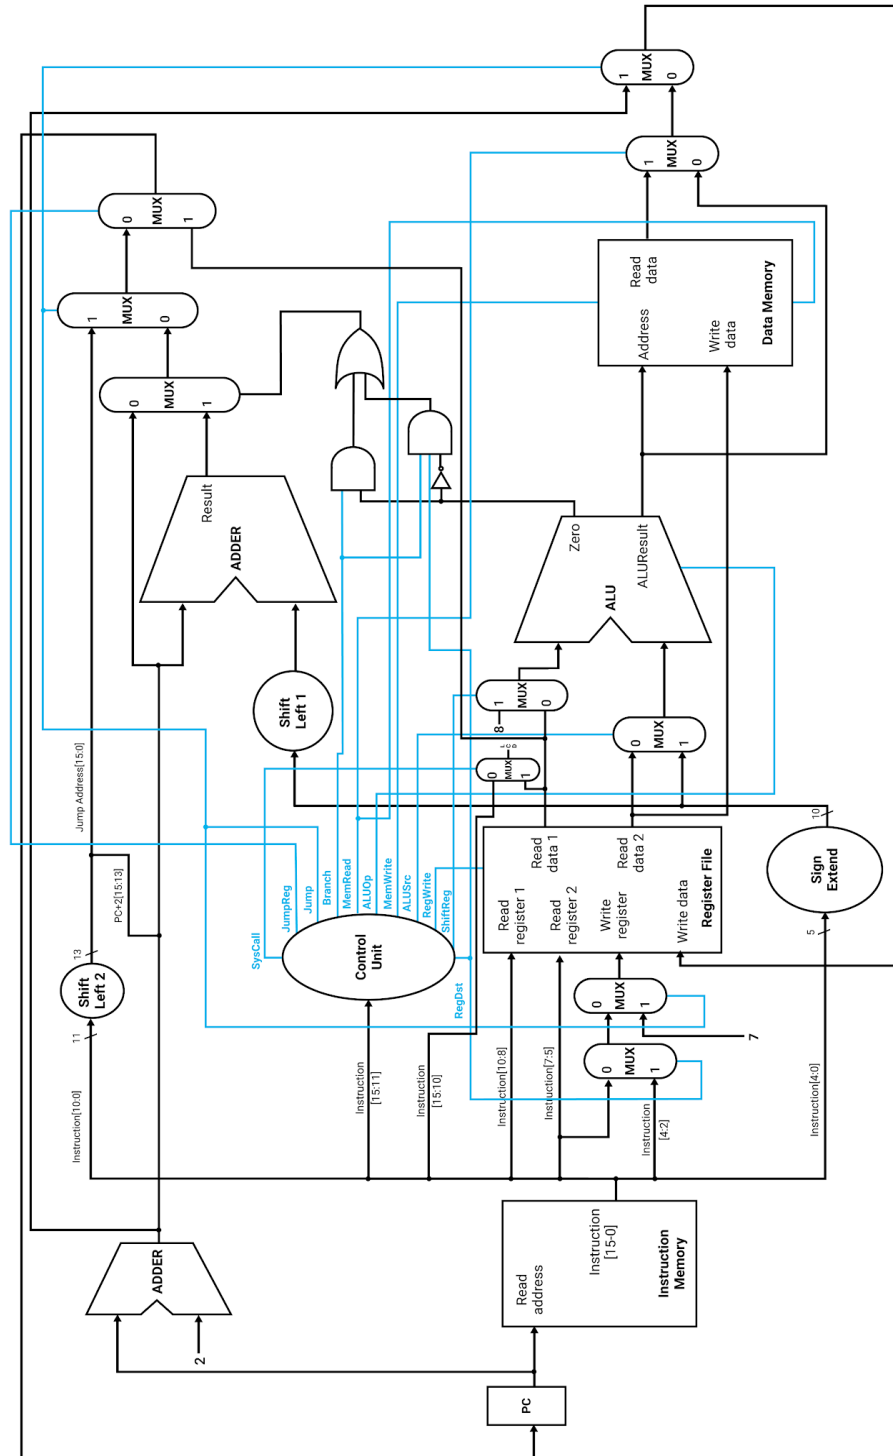 PC
2
ADDER
Read
address
Instruction
[15-0]
Instruction
Memory
Instruction[10:0]
11
Shift
Left 2
13
PC+2[15:13]
Jump Address[15:0]
Instruction
[15:11]
Instruction
[15:10]
Instruction[10:8]
Instruction[7:5]
Instruction
[4:2]
Instruction[4:0]
0
MUX
1
0
MUX
1
7
Control
Unit
SysCall
JumpReg
Jump
Branch
MemRead
ALUOp
MemWrite
ALUSrc
RegWrite
ShiftReg
RegDst
Read
register 1
Read
register 2
Write
register
Write data
Read
data 1
Read
data 2
Register File
5
Sign
Extend
10
0
MUX
1
L
C
D
8
1
MUX
0
0
MUX
1
Shift
Left 1
ADDER
Result
Zero
ALU
ALUResult
0
MUX
1
1
MUX
0
0
MUX
1
Address
Read
data
Write
data
Data Memory
1
MUX
0
1
MUX
0